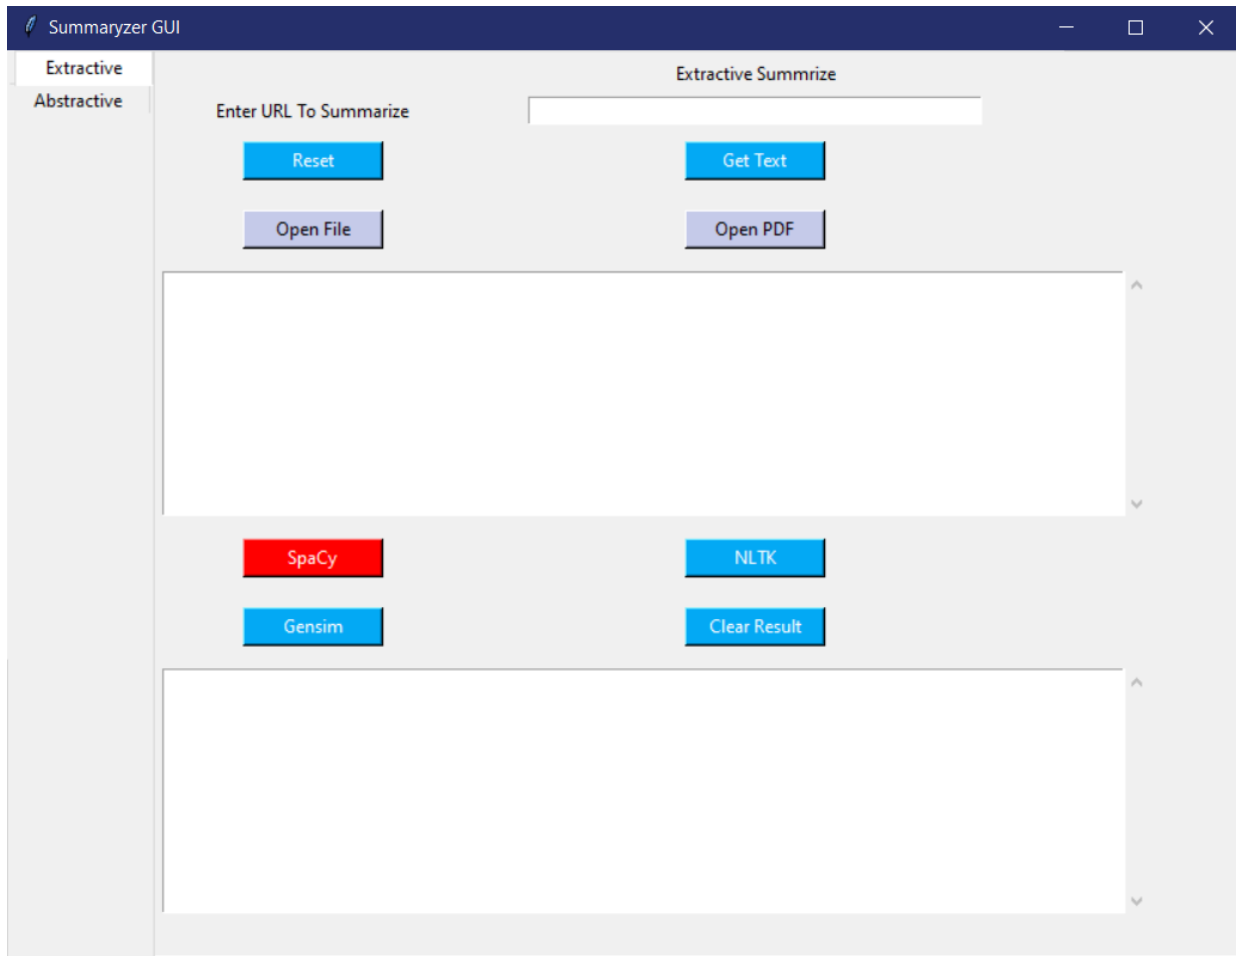 Summaryzer GUI
Extractive
Abstractive
Extractive Summrize
Enter URL To Summarize
Reset
Get Text
Open File
Open PDF
SpaCy
NLTK
Gensim
Clear Result